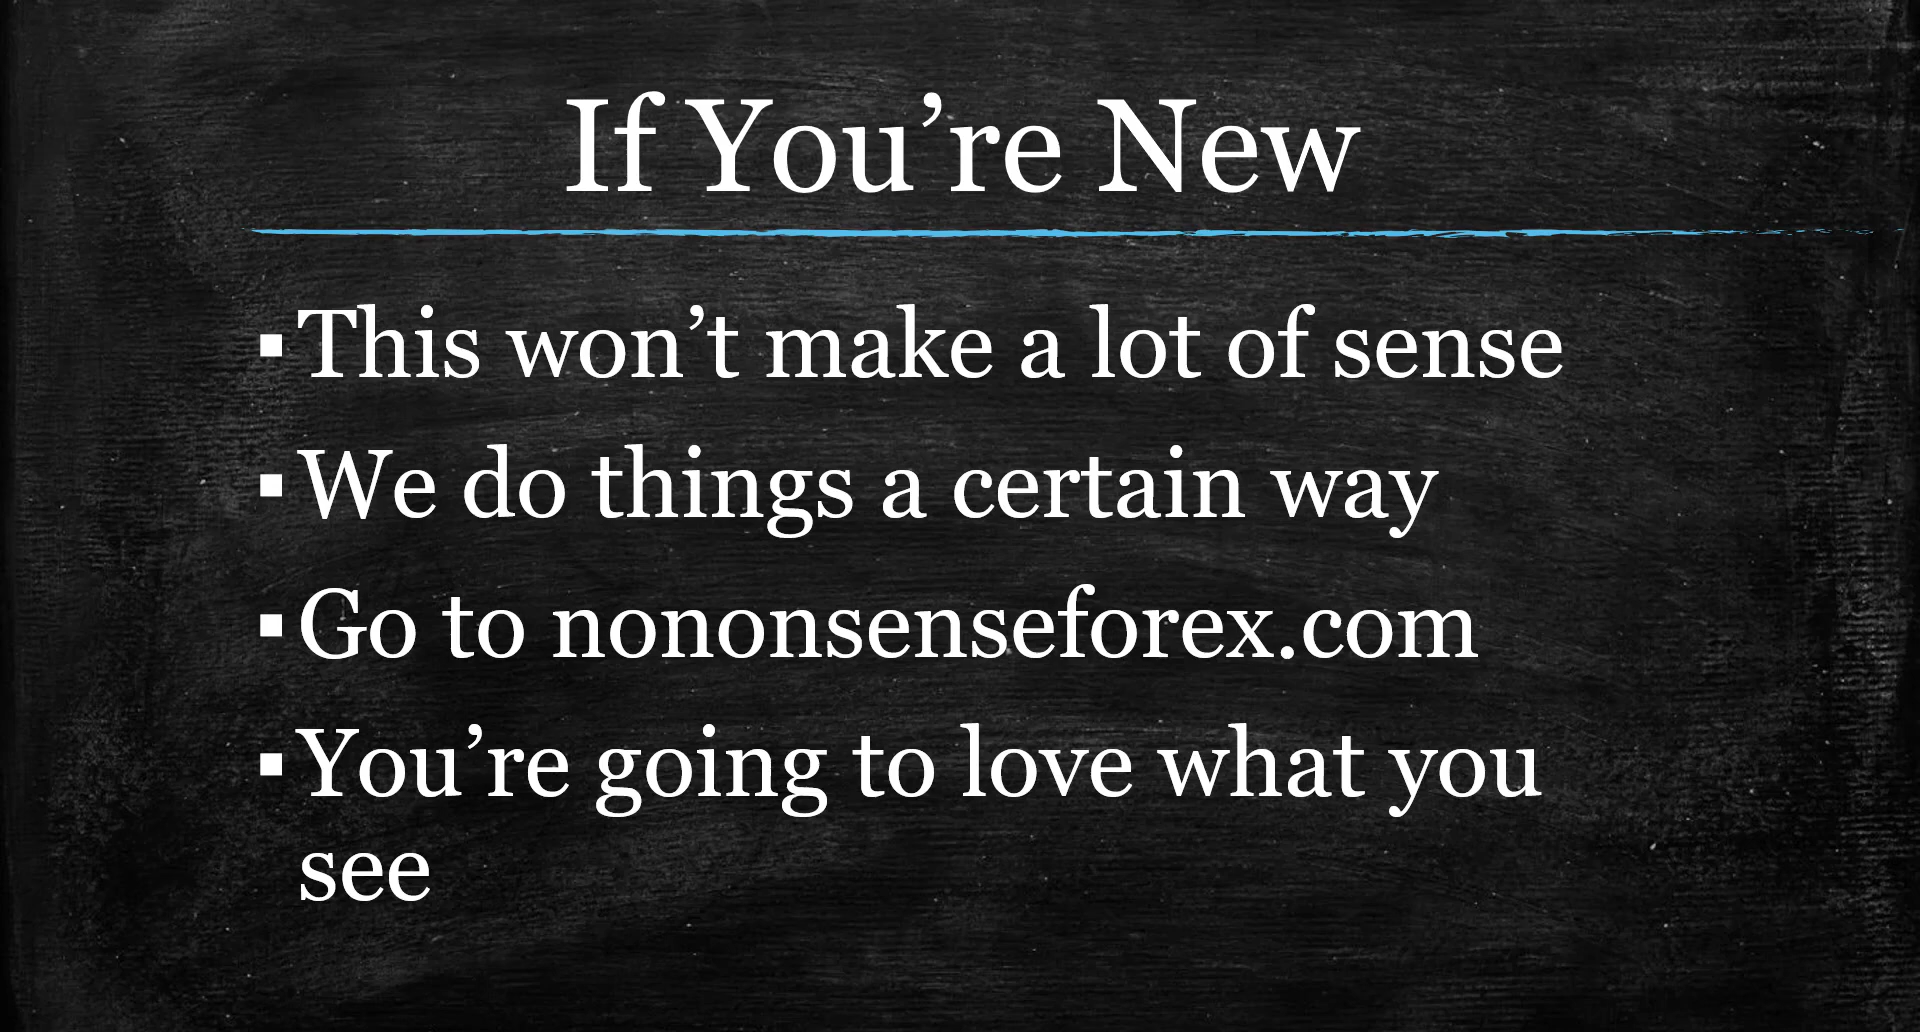 If You’re New
▪ This won’t make a lot of sense
▪ We do things a certain way
▪ Go to nononsenseforex.com
▪ You’re going to love what you
see